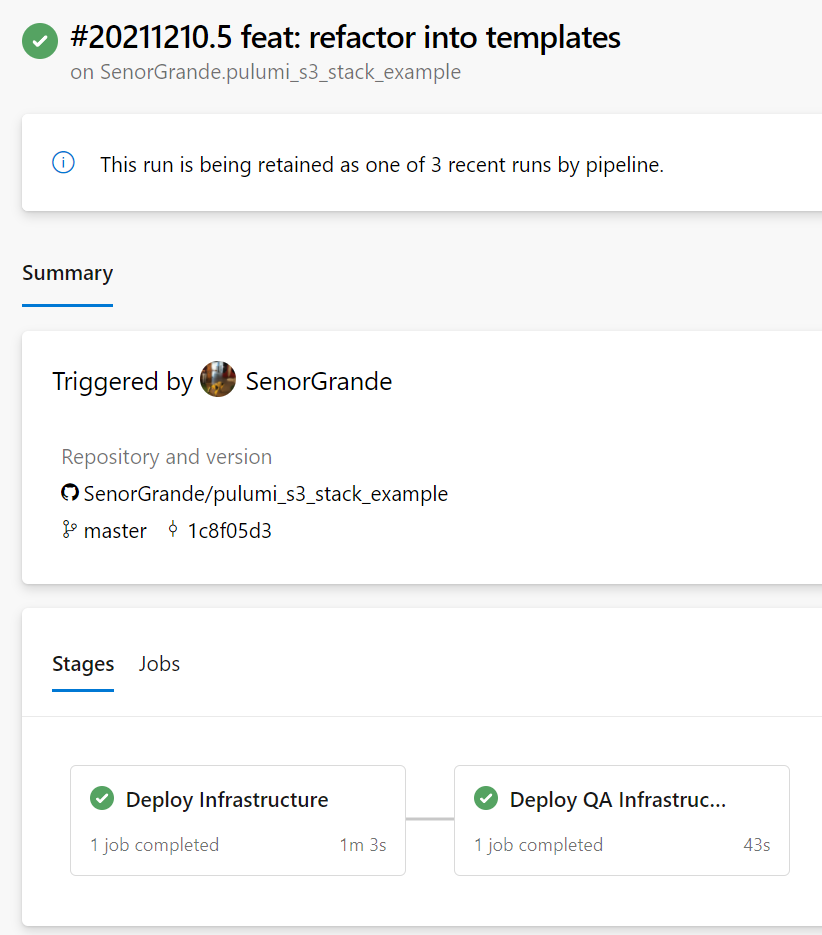 #20211210.5 feat: refactor into templates
on SenorGrande.pulumi_s3_stack_example
This run is being retained as one of 3 recent runs by pipeline.
Summary
Triggered by SenorGrande
Repository and version
SenorGrande/pulumi_s3_stack_example
master 1c8f05d3
Stages Jobs
Deploy Infrastructure
1 job completed 1m 3s
Deploy QA Infrastruc...
1 job completed 43s